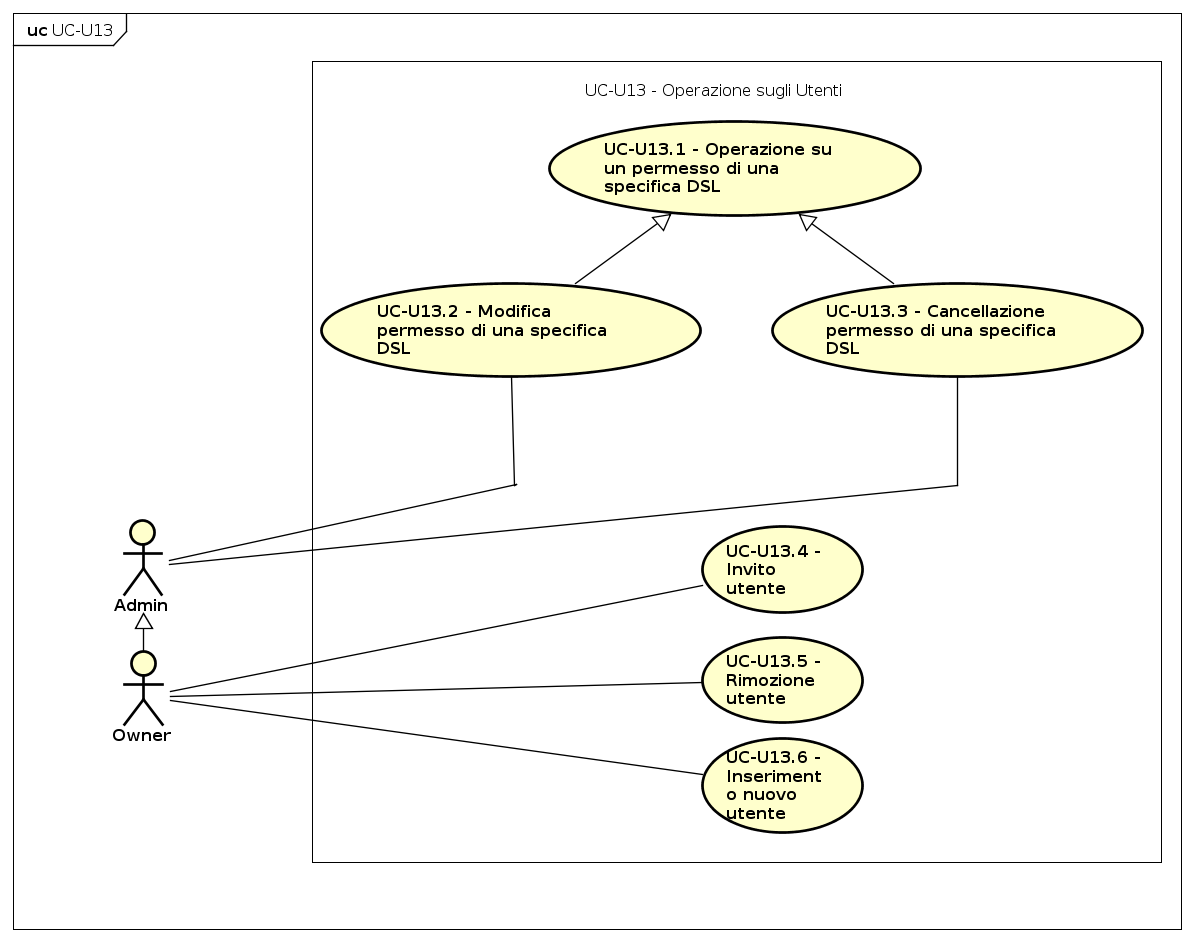 uc UC-U13
UC-U13 - Operazione sugli Utenti
UC-U13.1 - Operazione su
un permesso di una
specifica DSL
UC-U13.2 - Modifica
permesso di una specifica
DSL
UC-U13.3 - Cancellazione
permesso di una specifica
DSL
UC-U13.4 -
Invito
utente
Admin
UC-U13.5 -
Rimozione
utente
Owner
UC-U13.6 -
Inseriment
o nuovo
utente